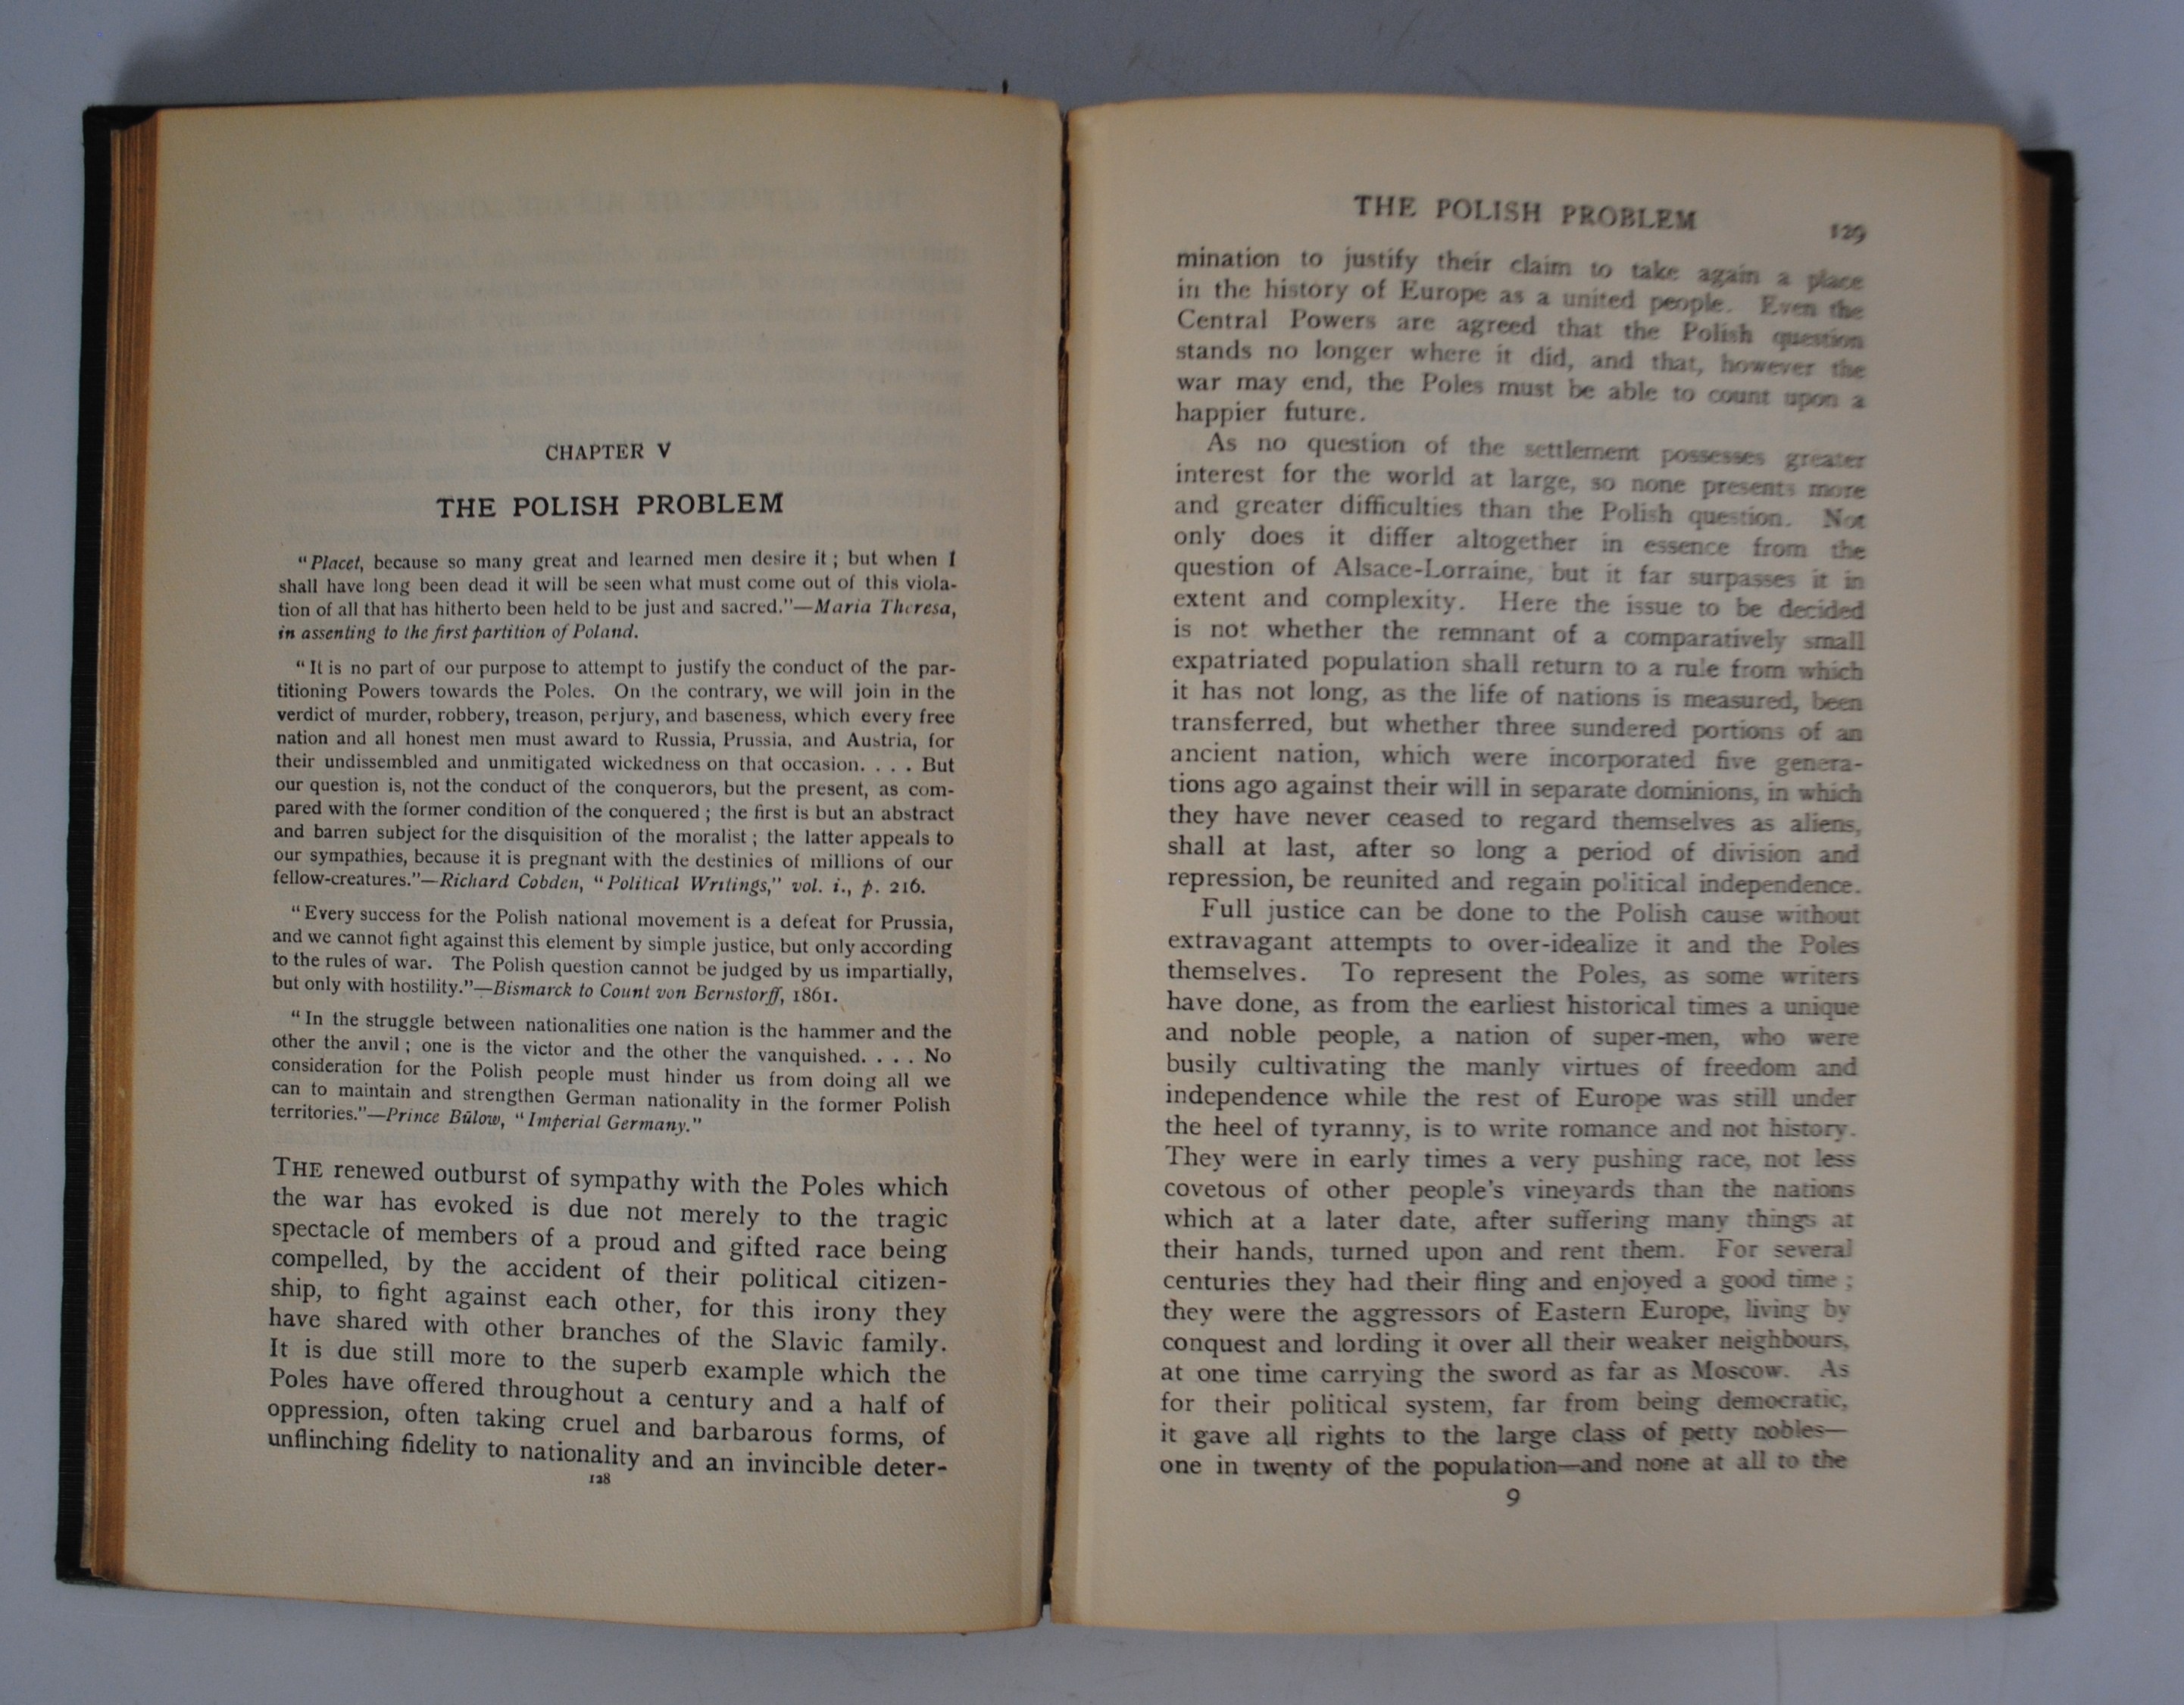 CHAPTER V
THE POLISH PROBLEM
"Placet, because so many great and learned men desire it; but when I
shall have long been dead it will be seen what must come out of this viola-
tion of all that has hitherto been held to be just and sacred."—Maria Theresa,
in assenting to the first partition of Poland.
"It is no part of our purpose to attempt to justify the conduct of the par-
titioning Powers towards the Poles. On the contrary, we will join in the
verdict of murder, robbery, treason, perjury, and baseness, which every free
nation and all honest men must award to Russia, Prussia, and Austria, for
their undissembled and unmitigated wickedness on that occasion. . . . But
our question is, not the conduct of the conquerors, but the present, as com-
pared with the former condition of the conquered; the first is but an abstract
and barren subject for the disquisition of the moralist; the latter appeals to
our sympathies, because it is pregnant with the destinies of millions of our
fellow-creatures."—Richard Cobden, "Political Writings," vol. i., p. 216.
"Every success for the Polish national movement is a defeat for Prussia,
and we cannot fight against this element by simple justice, but only according
to the rules of war. The Polish question cannot be judged by us impartially,
but only with hostility."—Bismarck to Count von Bernstorff, 1861.
"In the struggle between nationalities one nation is the hammer and the
other the anvil; one is the victor and the other the vanquished. . . . No
consideration for the Polish people must hinder us from doing all we
can to maintain and strengthen German nationality in the former Polish
territories."—Prince Bülow, "Imperial Germany."
THE renewed outburst of sympathy with the Poles which
the war has evoked is due not merely to the tragic
spectacle of members of a proud and gifted race being
compelled, by the accident of their political citizen-
ship, to fight against each other, for this irony they
have shared with other branches of the Slavic family.
It is due still more to the superb example which the
Poles have offered throughout a century and a half of
oppression, often taking cruel and barbarous forms, of
unflinching fidelity to nationality and an invincible deter-
128
THE POLISH PROBLEM 129
mination to justify their claim to take again a place
in the history of Europe as a united people. Even the
Central Powers are agreed that the Polish question
stands no longer where it did, and that, however the
war may end, the Poles must be able to count upon a
happier future.
As no question of the settlement possesses greater
interest for the world at large, so none presents more
and greater difficulties than the Polish question. Not
only does it differ altogether in essence from the
question of Alsace-Lorraine, but it far surpasses it in
extent and complexity. Here the issue to be decided
is not whether the remnant of a comparatively small
expatriated population shall return to a rule from which
it has not long, as the life of nations is measured, been
transferred, but whether three sundered portions of an
ancient nation, which were incorporated five genera-
tions ago against their will in separate dominions, in which
they have never ceased to regard themselves as aliens,
shall at last, after so long a period of division and
repression, be reunited and regain political independence.
Full justice can be done to the Polish cause without
extravagant attempts to over-idealize it and the Poles
themselves. To represent the Poles, as some writers
have done, as from the earliest historical times a unique
and noble people, a nation of super-men, who were
busily cultivating the manly virtues of freedom and
independence while the rest of Europe was still under
the heel of tyranny, is to write romance and not history.
They were in early times a very pushing race, not less
covetous of other people's vineyards than the nations
which at a later date, after suffering many things at
their hands, turned upon and rent them. For several
centuries they had their fling and enjoyed a good time;
they were the aggressors of Eastern Europe, living by
conquest and lording it over all their weaker neighbours,
at one time carrying the sword as far as Moscow. As
for their political system, far from being democratic,
it gave all rights to the large class of petty nobles—
one in twenty of the population—and none at all to the
9